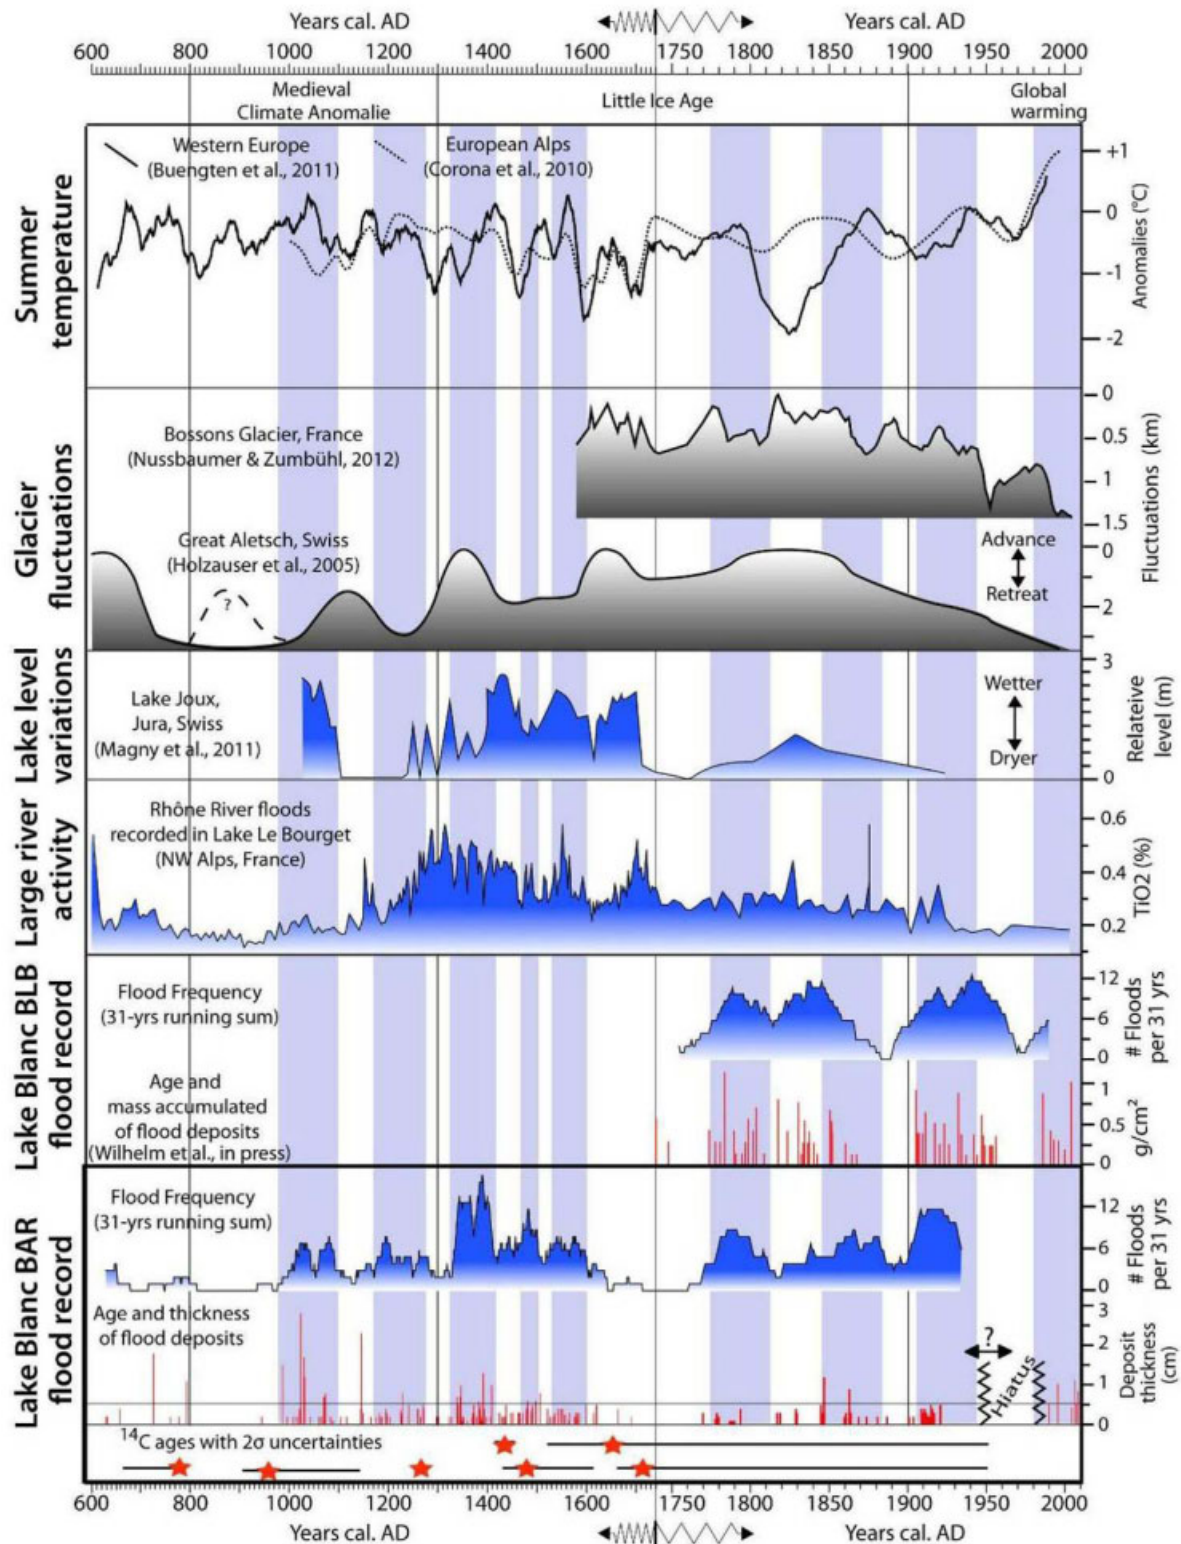 Years cal. AD
Years cal. AD
600 800 1000 1200 1400 1600 1750 1800 1850 1900 1950 2000
Medieval
Climate Anomalie
Little Ice Age
Global
warming
Summer
temperature
Western Europe
(Buengten et al., 2011)
European Alps
(Corona et al., 2010)
+1
0
-1
-2
Anomalies (°C)
Glacier
fluctuations
Bossons Glacier, France
(Nussbaumer & Zumbühl, 2012)
0
0.5
1
1.5
Fluctuations (km)
Great Aletsch, Swiss
(Holzauser et al., 2005)
?
Advance
Retreat
0
2
Lake level
variations
Lake Joux,
Jura, Swiss
(Magny et al., 2011)
Wetter
Dryer
3
0
Relateive
level (m)
Large river
activity
Rhône River floods
recorded in Lake Le Bourget
(NW Alps, France)
0.6
0.4
0.2
TiO2 (%)
Lake Blanc BLB
flood record
Flood Frequency
(31-yrs running sum)
12
6
0
# Floods
per 31 yrs
Age and
mass accumulated
of flood deposits
(Wilhelm et al., in press)
1
0.5
0
g/cm²
Lake Blanc BAR
flood record
Flood Frequency
(31-yrs running sum)
12
6
0
# Floods
per 31 yrs
Age and thickness
of flood deposits
?
Hiatus
3
2
1
0
Deposit
thickness
(cm)
¹⁴C ages with 2σ uncertainties
600 800 1000 1200 1400 1600 1750 1800 1850 1900 1950 2000
Years cal. AD
Years cal. AD